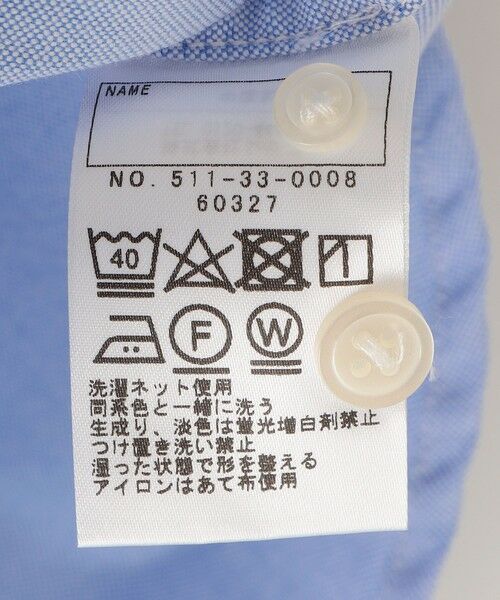 NAME
NO. 511-33-0008
60327
40
F W
洗濯ネット使用
同系色と一緒に洗う
生成り、淡色は蛍光増白剤禁止
つけ置き洗い禁止
湿った状態で形を整える
アイロンはあて布使用